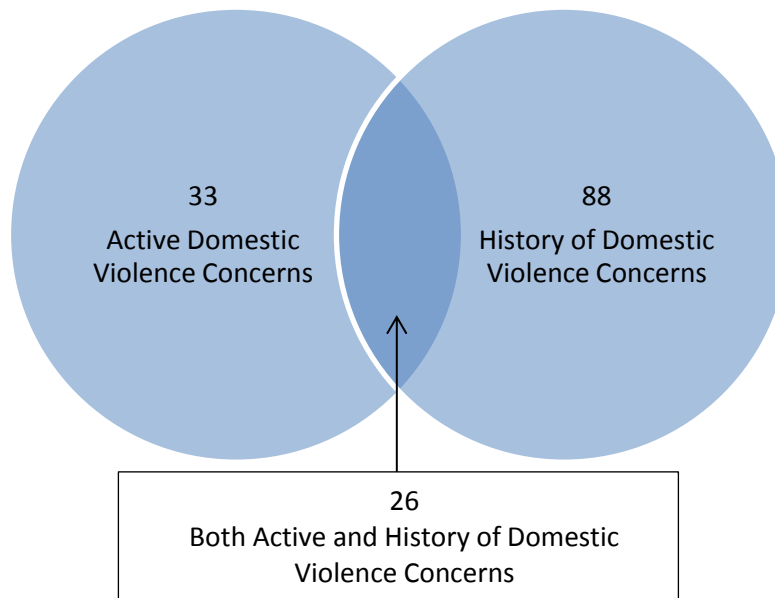 33
Active Domestic
Violence Concerns
88
History of Domestic
Violence Concerns
26
Both Active and History of Domestic
Violence Concerns